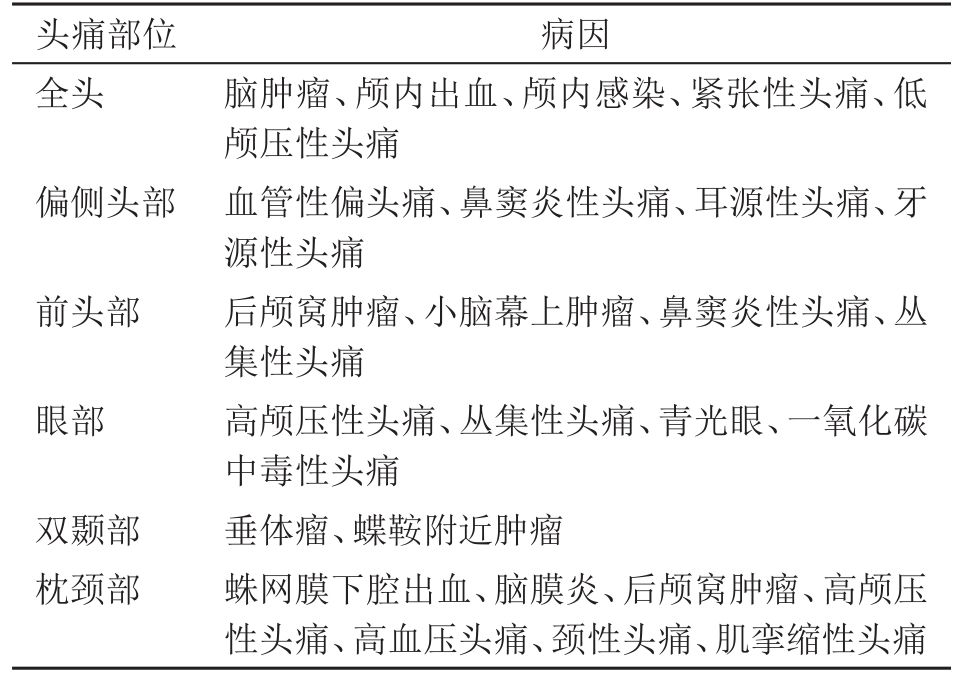 头痛部位 病因
全头 脑肿瘤、颅内出血、颅内感染、紧张性头痛、低
颅压性头痛
偏侧头部 血管性偏头痛、鼻窦炎性头痛、耳源性头痛、牙
源性头痛
前头部 后颅窝肿瘤、小脑幕上肿瘤、鼻窦炎性头痛、丛
集性头痛
眼部 高颅压性头痛、丛集性头痛、青光眼、一氧化碳
中毒性头痛
双颞部 垂体瘤、蝶鞍附近肿瘤
枕颈部 蛛网膜下腔出血、脑膜炎、后颅窝肿瘤、高颅压
性头痛、高血压头痛、颈性头痛、肌挛缩性头痛